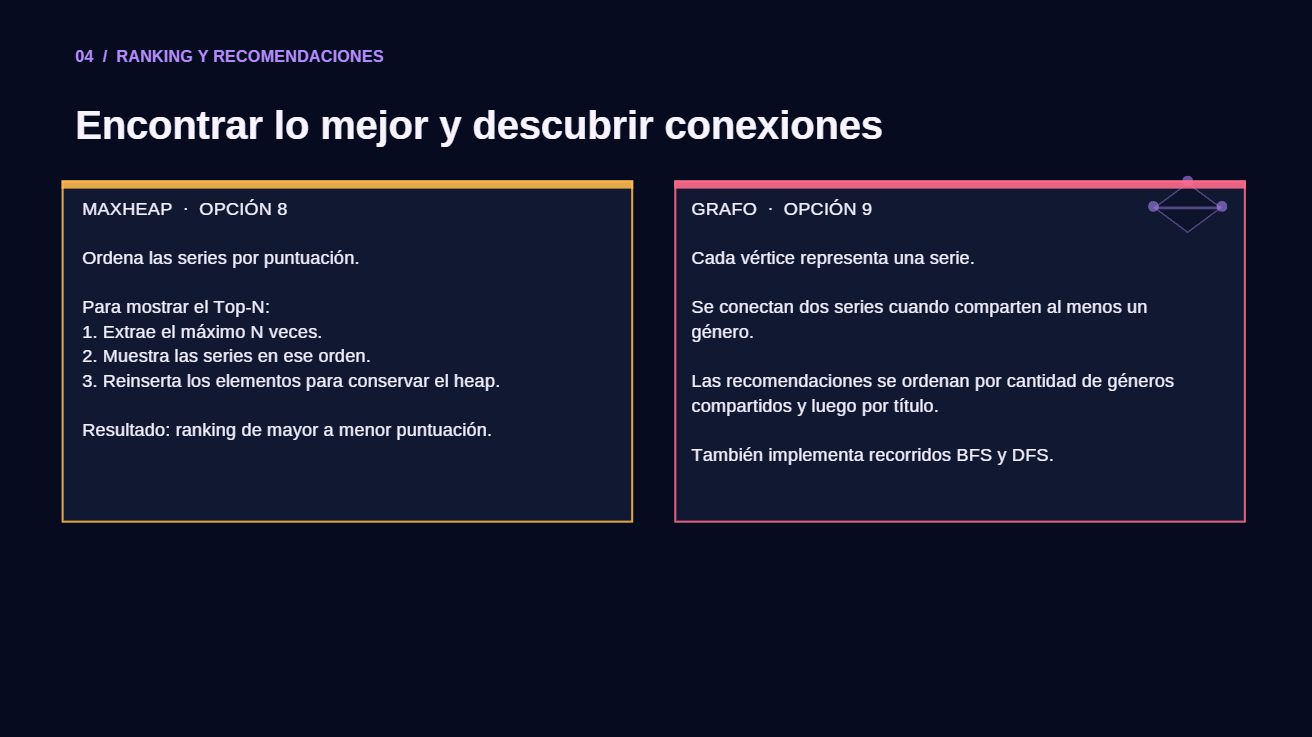 04 / RANKING Y RECOMENDACIONES
Encontrar lo mejor y descubrir conexiones
MAXHEAP · OPCIÓN 8
Ordena las series por puntuación.
Para mostrar el Top-N:
1. Extrae el máximo N veces.
2. Muestra las series en ese orden.
3. Reinserta los elementos para conservar el heap.
Resultado: ranking de mayor a menor puntuación.
GRAFO · OPCIÓN 9
Cada vértice representa una serie.
Se conectan dos series cuando comparten al menos un
género.
Las recomendaciones se ordenan por cantidad de géneros
compartidos y luego por título.
También implementa recorridos BFS y DFS.